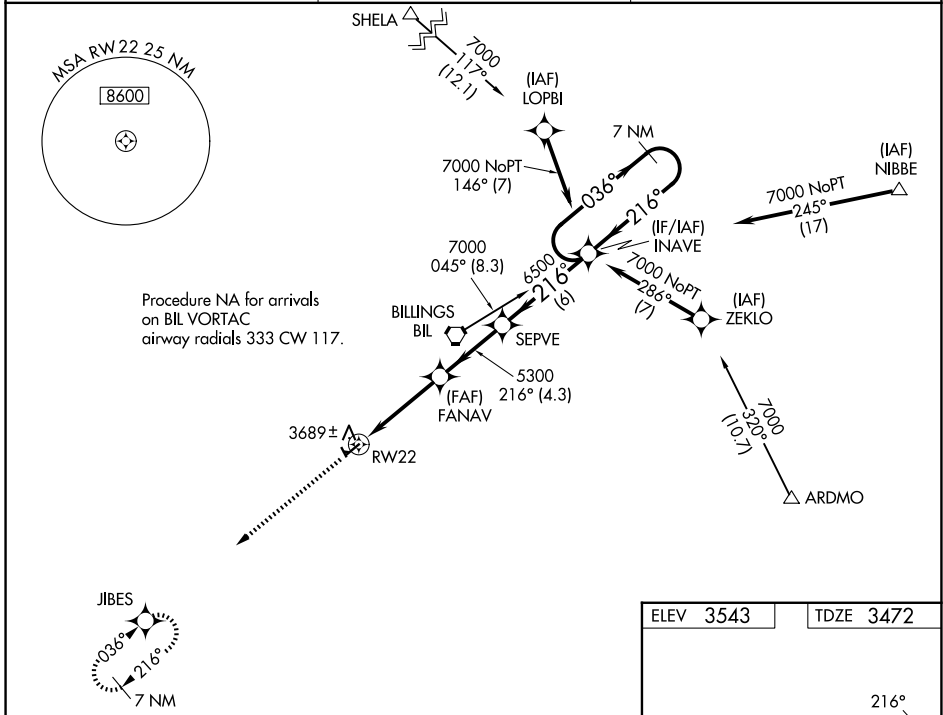 SHELA
7000
117°
(12.1)
MSA RW22 25 NM
8600
(IAF)
LOPBI
7 NM
7000 NoPT
146° (7)
036°
216°
(IAF)
NIBBE
7000 NoPT
245°
(17)
(IF/IAF)
INAVE
7000
045° (8.3)
6500
216°
(6)
7000 NoPT
286°
(7)
(IAF)
ZEKLO
Procedure NA for arrivals
on BIL VORTAC
airway radials 333 CW 117.
BILLINGS
BIL
SEPVE
5300
216° (4.3)
(FAF)
FANAV
3689±
RW22
7000
320°
(10.7)
ARDMO
JIBES
036°
216°
7 NM
ELEV 3543
TDZE 3472
216°